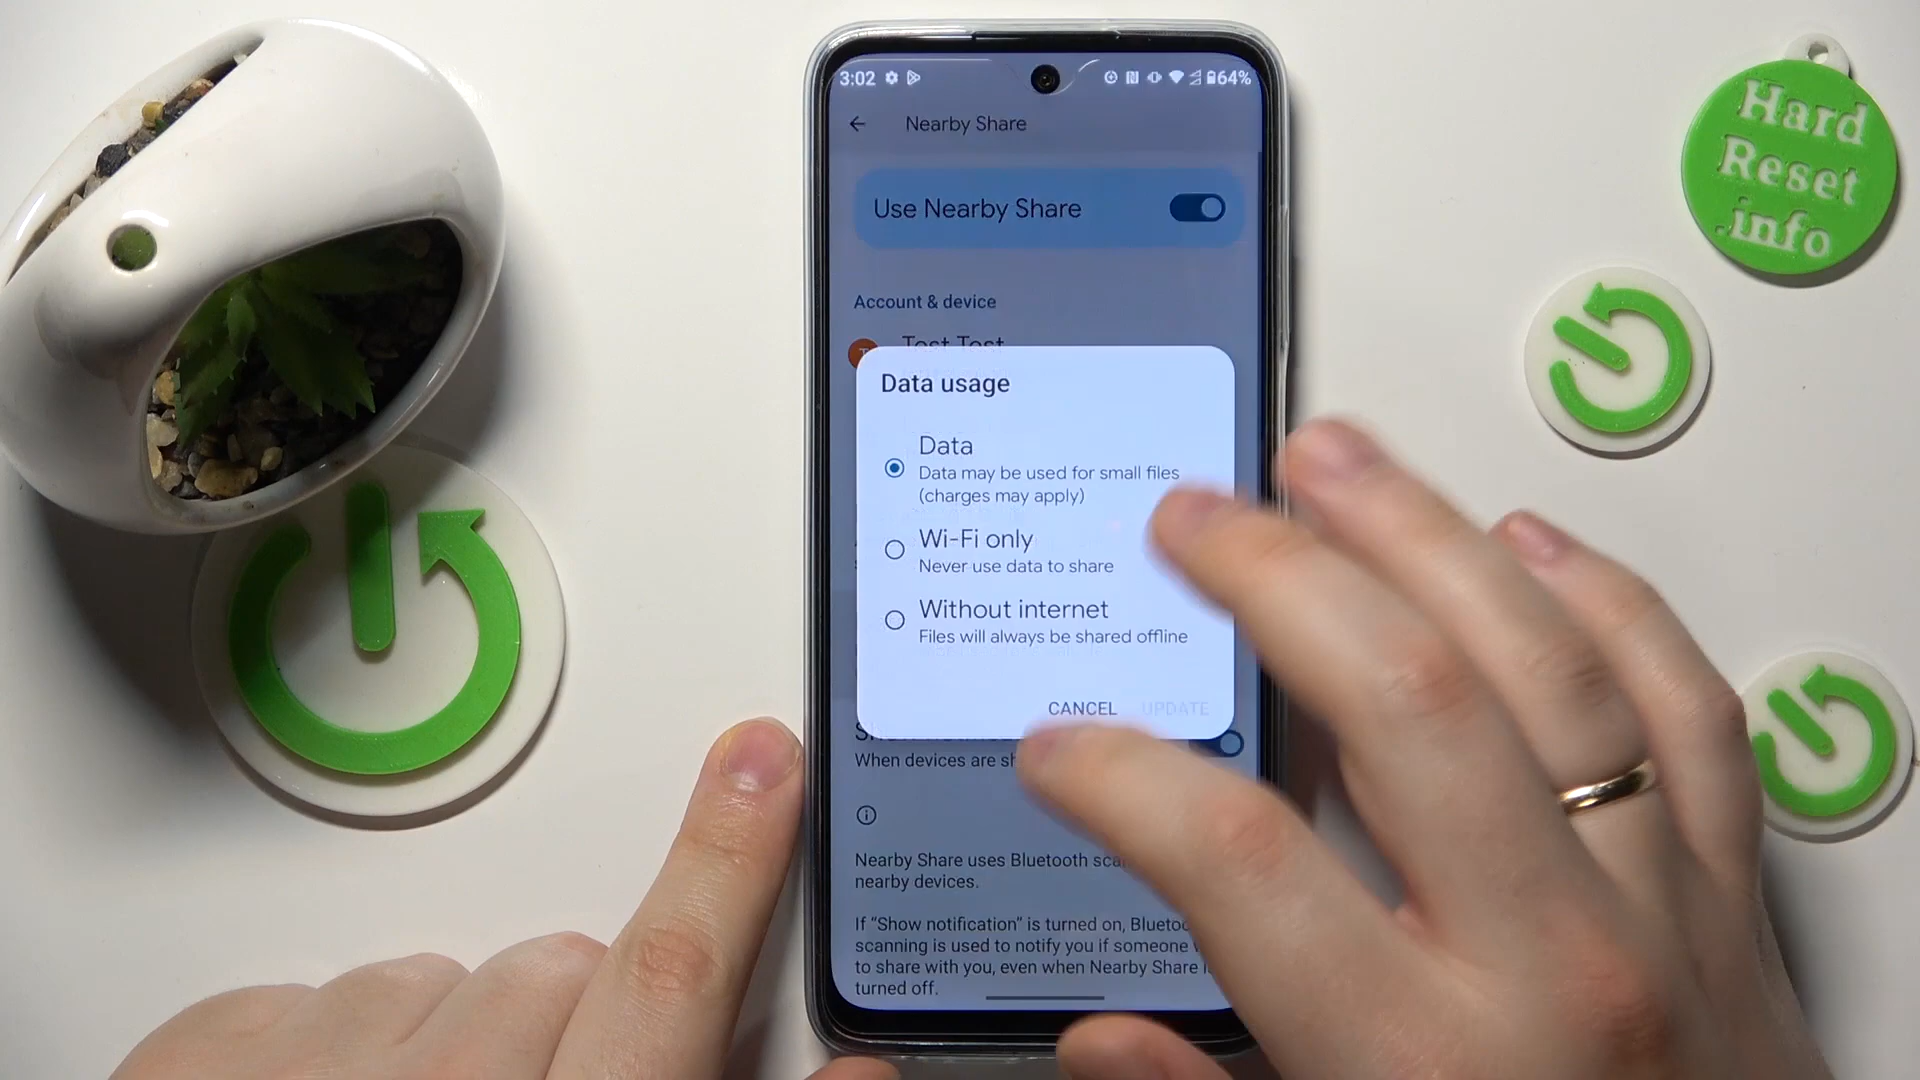 3:02
64%
Nearby Share
Use Nearby Share
Account & device
Test Test
Data usage
Data
Data may be used for small files
(charges may apply)
Wi-Fi only
Never use data to share
Without internet
Files will always be shared offline
CANCEL UPDATE
When devices are
Nearby Share uses Bluetooth
nearby devices.
If “Show notification” is turned on,
scanning is used to notify you if someone
to share with you, even when Nearby Share
turned off.
Hard
Reset
.info